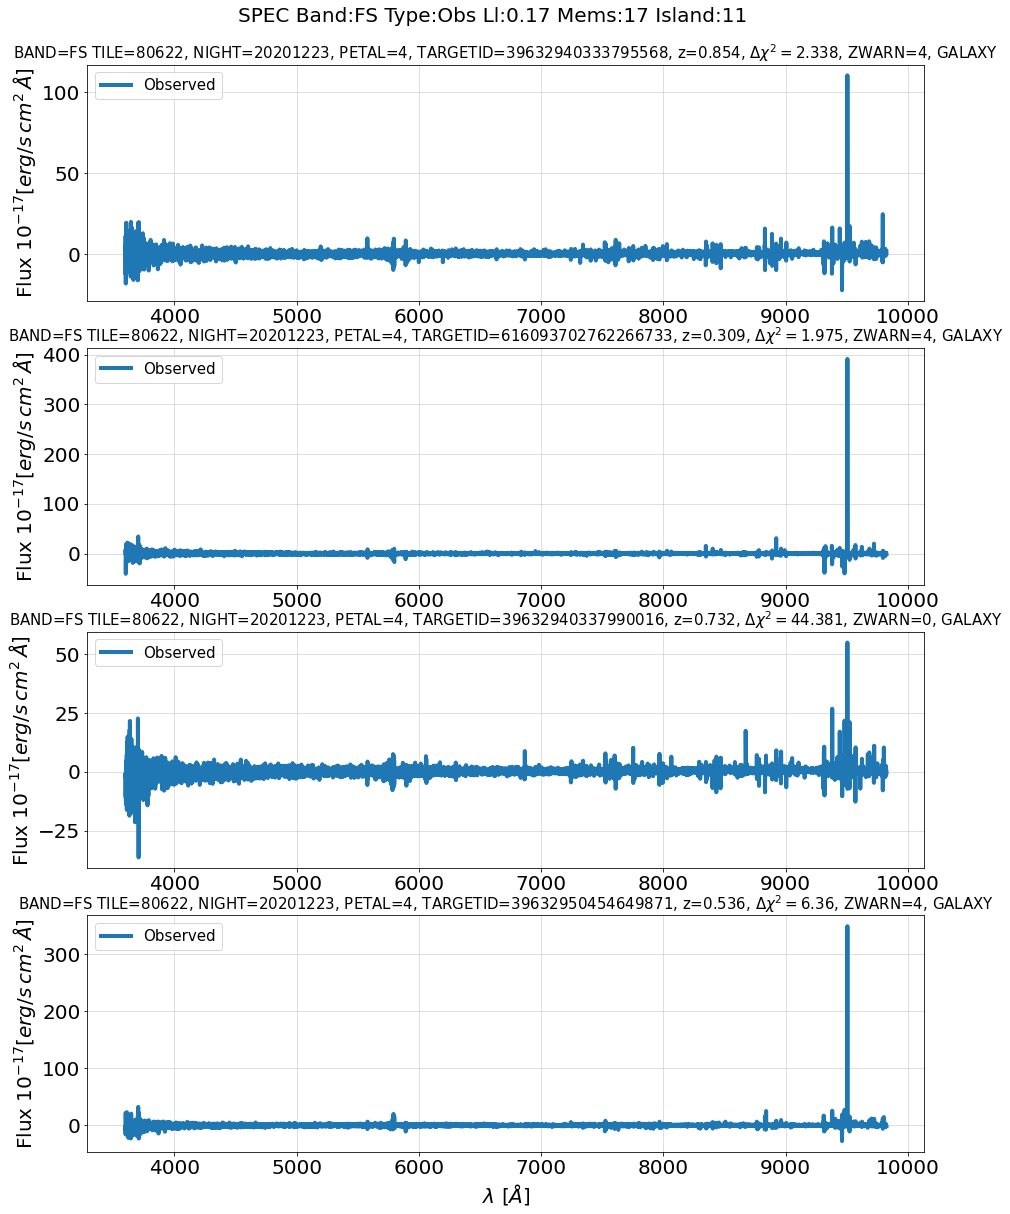 SPEC Band:FS Type:Obs Ll:0.17 Mems:17 Island:11
BAND=FS TILE=80622, NIGHT=20201223, PETAL=4, TARGETID=39632940333795568, z=0.854, Δχ² = 2.338, ZWARN=4, GALAXY
Observed
Flux 10⁻¹⁷[erg/s cm² Å]
100
50
0
4000 5000 6000 7000 8000 9000 10000
BAND=FS TILE=80622, NIGHT=20201223, PETAL=4, TARGETID=616093702762266733, z=0.309, Δχ² = 1.975, ZWARN=4, GALAXY
Observed
Flux 10⁻¹⁷[erg/s cm² Å]
400
300
200
100
0
4000 5000 6000 7000 8000 9000 10000
BAND=FS TILE=80622, NIGHT=20201223, PETAL=4, TARGETID=39632940337990016, z=0.732, Δχ² = 44.381, ZWARN=0, GALAXY
Observed
Flux 10⁻¹⁷[erg/s cm² Å]
50
25
0
−25
4000 5000 6000 7000 8000 9000 10000
BAND=FS TILE=80622, NIGHT=20201223, PETAL=4, TARGETID=39632950454649871, z=0.536, Δχ² = 6.36, ZWARN=4, GALAXY
Observed
Flux 10⁻¹⁷[erg/s cm² Å]
300
200
100
0
4000 5000 6000 7000 8000 9000 10000
λ [Å]